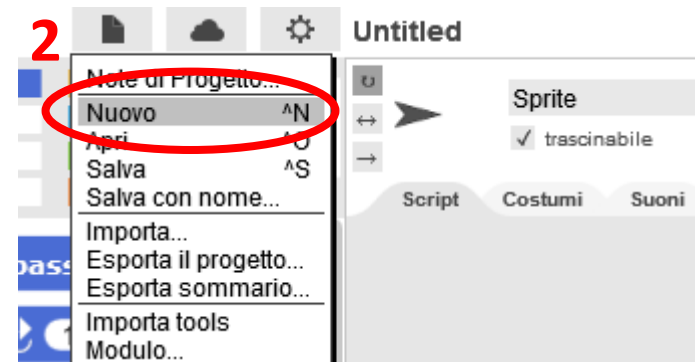 2
Untitled
Note di Progetto...
Nuovo ^N
Apri ^O
Salva ^S
Salva con nome...
Importa...
Esporta il progetto...
Esporta sommario...
Importa tools
Modulo...
Sprite
trascinabile
Script Costumi Suoni